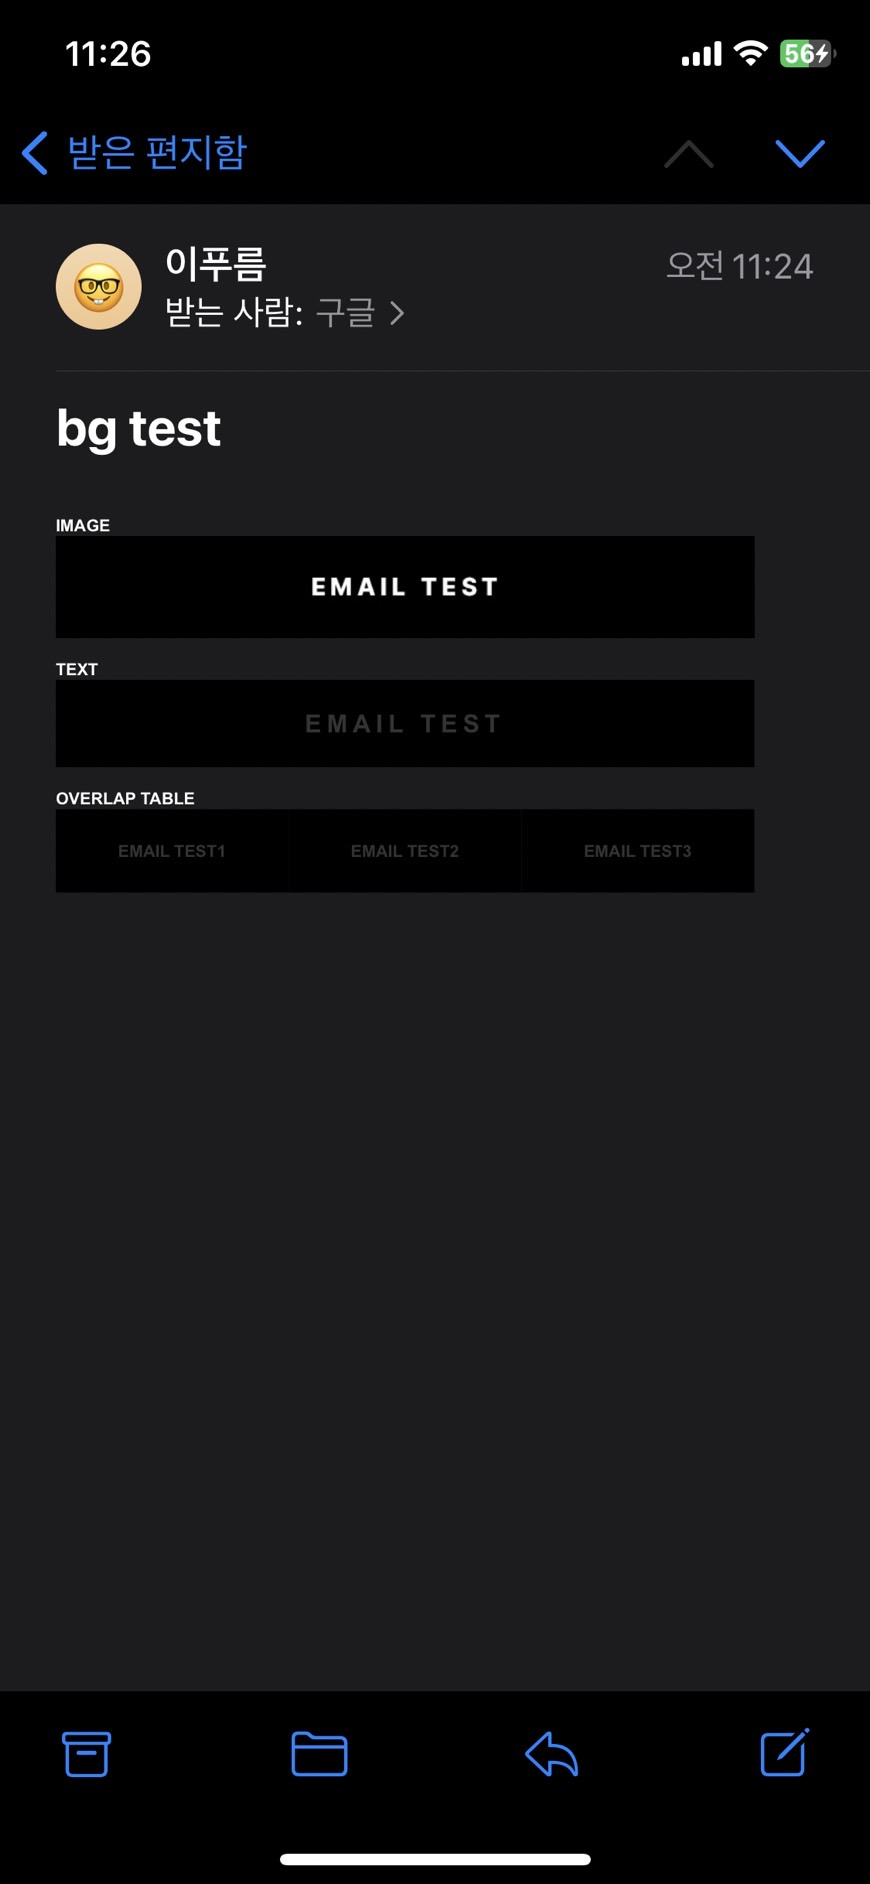 11:26
56
받은 편지함
이푸름
오전 11:24
받는 사람: 구글
bg test
IMAGE
EMAIL TEST
TEXT
EMAIL TEST
OVERLAP TABLE
EMAIL TEST1 EMAIL TEST2 EMAIL TEST3